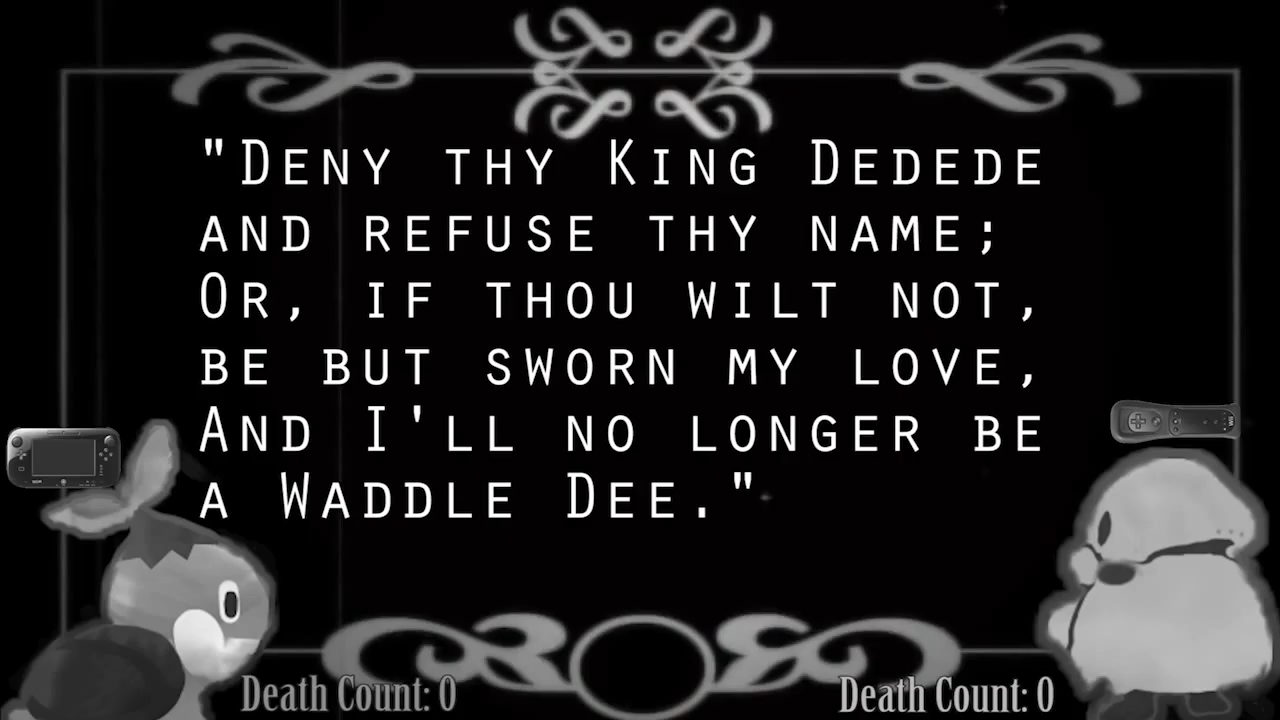 "Deny thy King Dedede
and refuse thy name;
Or, if thou wilt not,
be but sworn my love,
And I'll no longer be
a Waddle Dee."
Death Count: 0
Death Count: 0